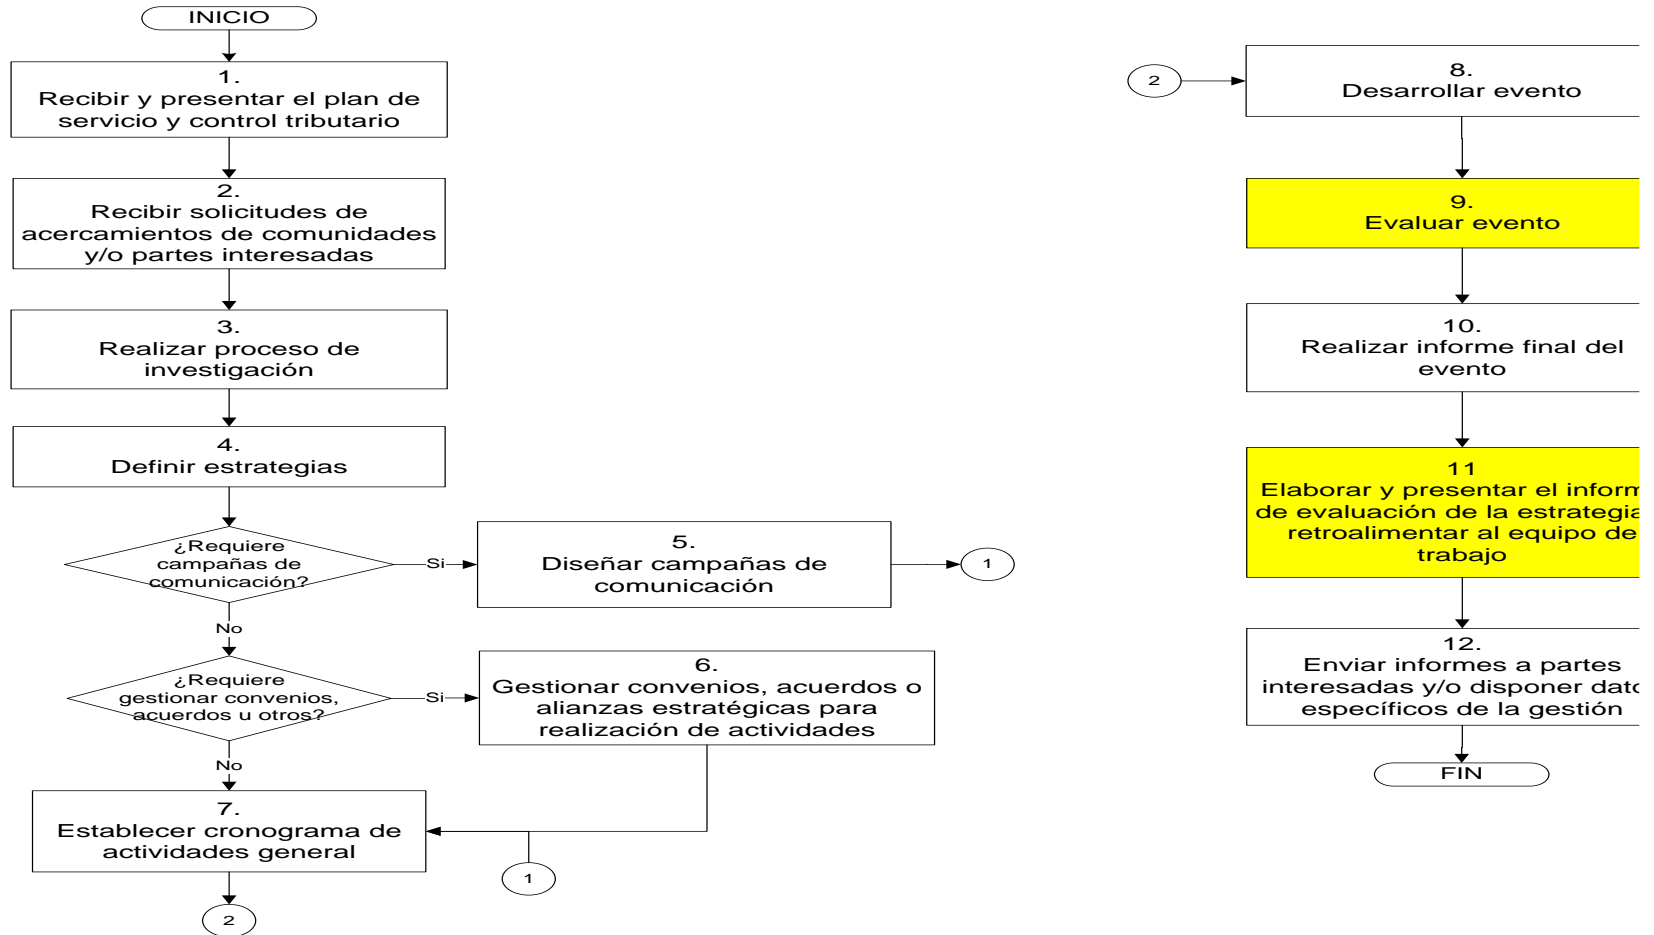 INICIO
1.
Recibir y presentar el plan de
servicio y control tributario
2.
Recibir solicitudes de
acercamientos de comunidades
y/o partes interesadas
3.
Realizar proceso de
investigación
4.
Definir estrategias
¿Requiere
campañas de
comunicación?
Si
5.
Diseñar campañas de
comunicación
1
No
¿Requiere
gestionar convenios,
acuerdos u otros?
Si
6.
Gestionar convenios, acuerdos o
alianzas estratégicas para
realización de actividades
No
7.
Establecer cronograma de
actividades general
1
2
2
8.
Desarrollar evento
9.
Evaluar evento
10.
Realizar informe final del
evento
11
Elaborar y presentar el inform
de evaluación de la estrategia
retroalimentar al equipo de
trabajo
12.
Enviar informes a partes
interesadas y/o disponer dato
específicos de la gestión
FIN